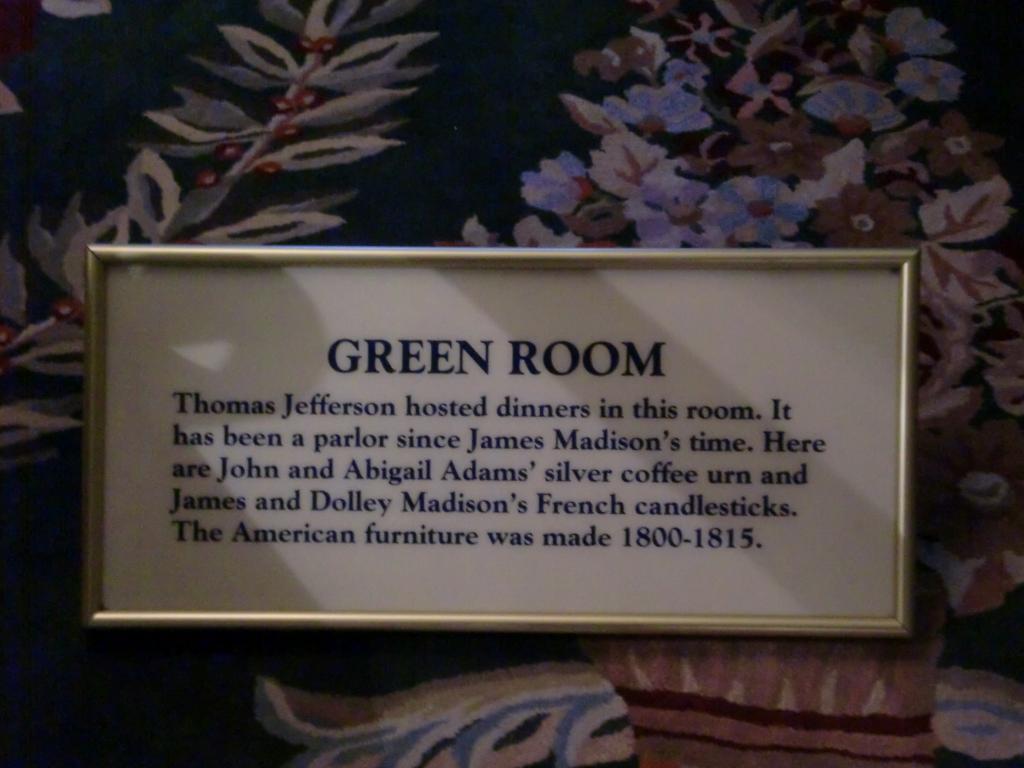 GREEN ROOM
Thomas Jefferson hosted dinners in this room. It
has been a parlor since James Madison's time. Here
are John and Abigail Adams' silver coffee urn and
James and Dolley Madison's French candlesticks.
The American furniture was made 1800-1815.